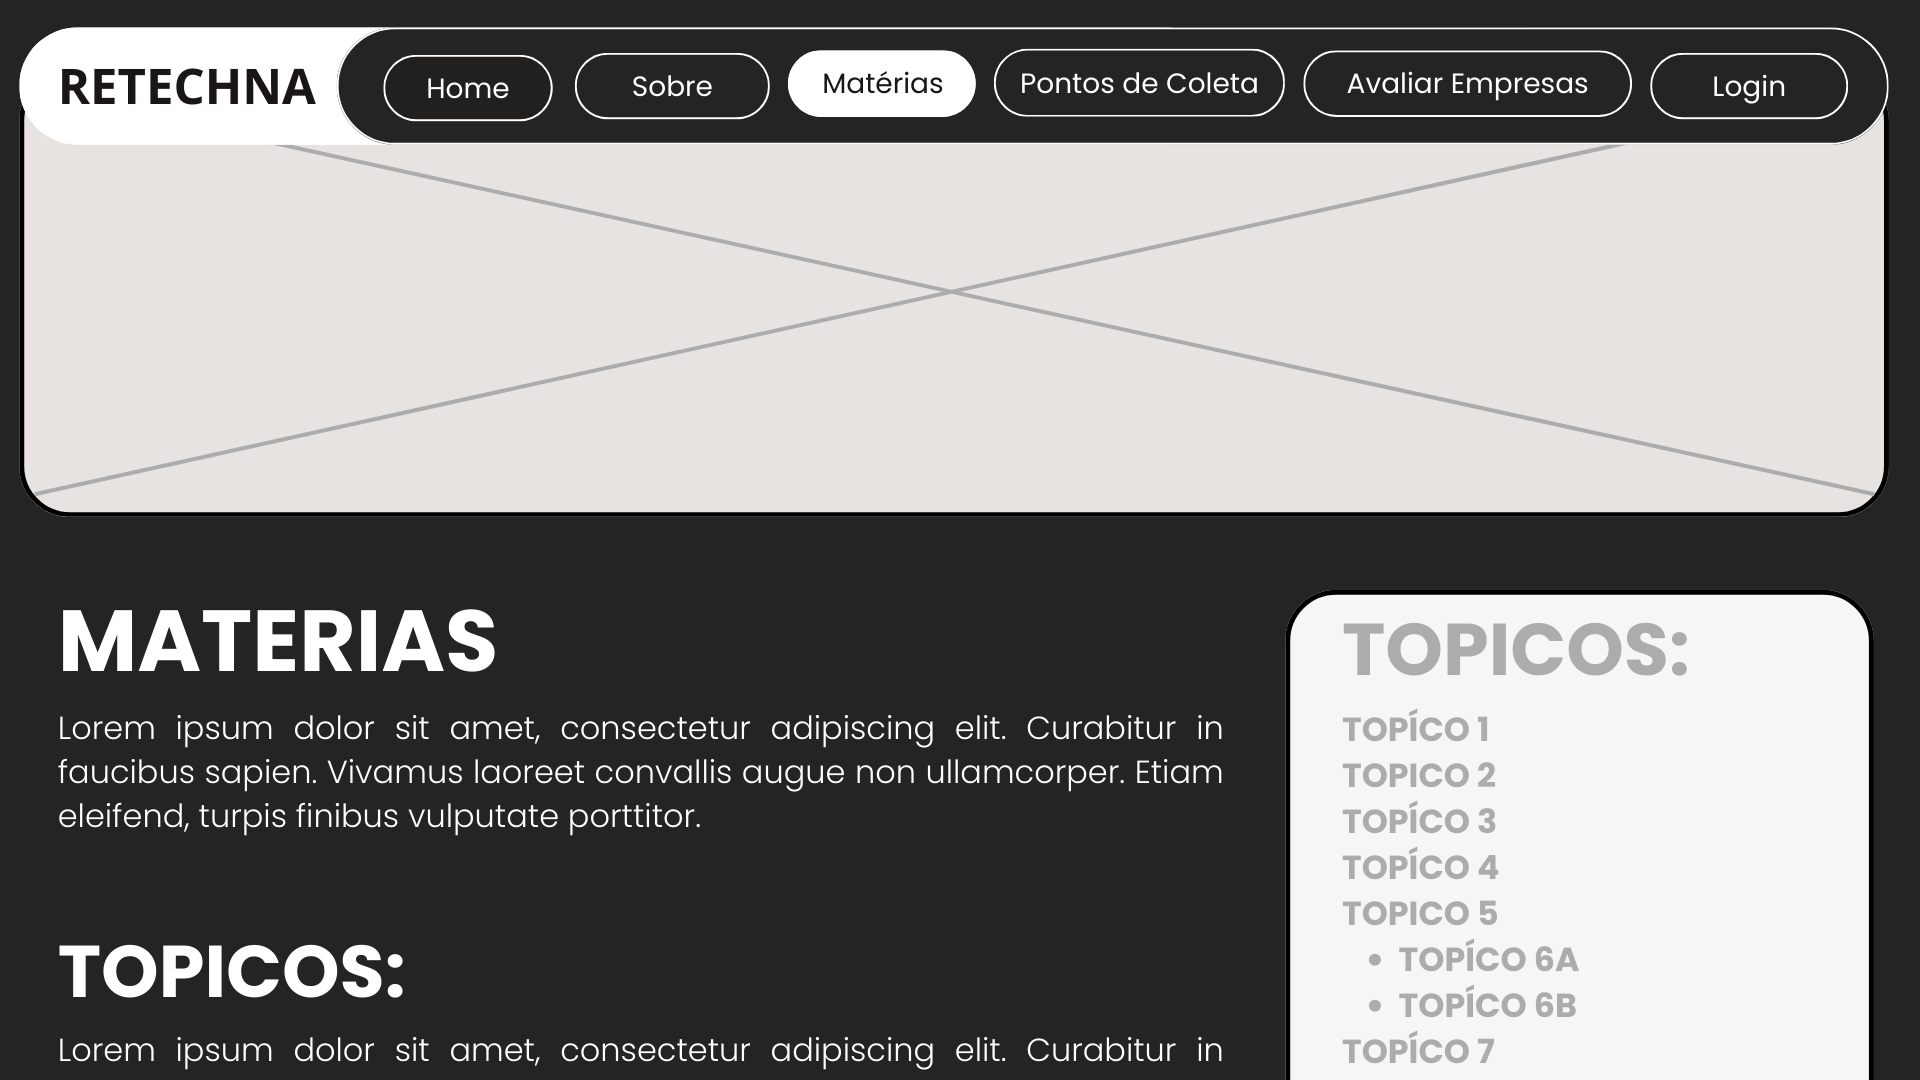 RETECHNA
Home
Sobre
Matérias
Pontos de Coleta
Avaliar Empresas
Login
MATERIAS
Lorem ipsum dolor sit amet, consectetur adipiscing elit. Curabitur in
faucibus sapien. Vivamus laoreet convallis augue non ullamcorper. Etiam
eleifend, turpis finibus vulputate porttitor.
TOPICOS:
Lorem ipsum dolor sit amet, consectetur adipiscing elit. Curabitur in
TOPICOS:
TOPÍCO 1
TOPICO 2
TOPÍCO 3
TOPÍCO 4
TOPICO 5
• TOPÍCO 6A
• TOPÍCO 6B
TOPÍCO 7